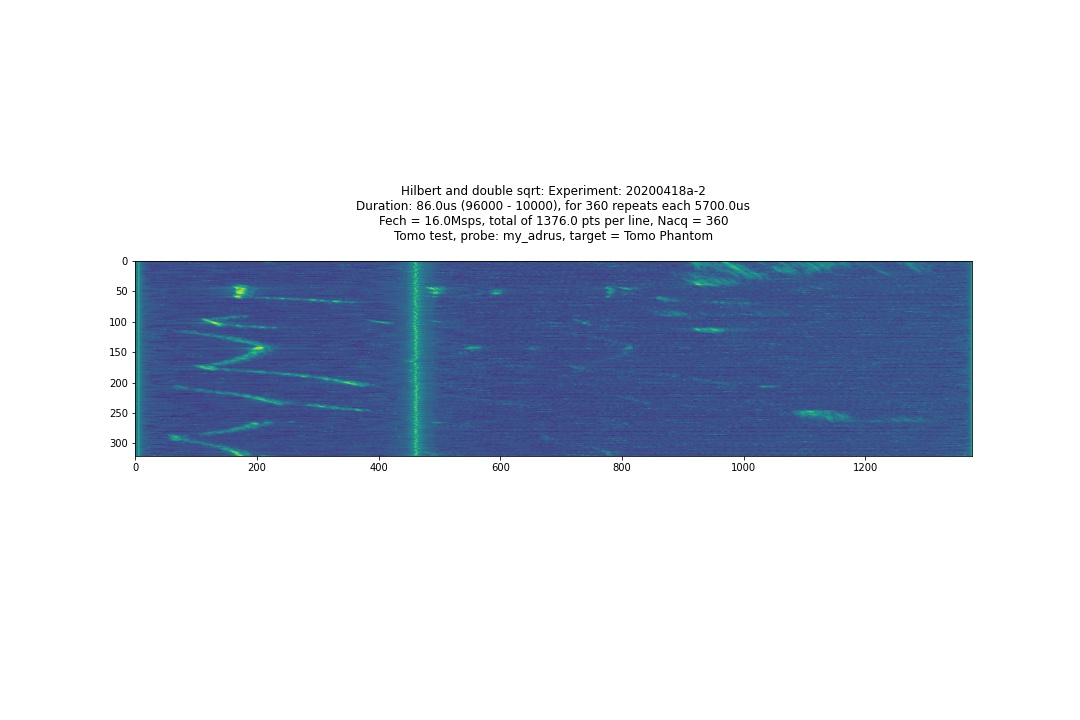 Hilbert and double sqrt: Experiment: 20200418a-2
Duration: 86.0us (96000 - 10000), for 360 repeats each 5700.0us
Fech = 16.0Msps, total of 1376.0 pts per line, Nacq = 360
Tomo test, probe: my_adrus, target = Tomo Phantom
0
50
100
150
200
250
300
0 200 400 600 800 1000 1200